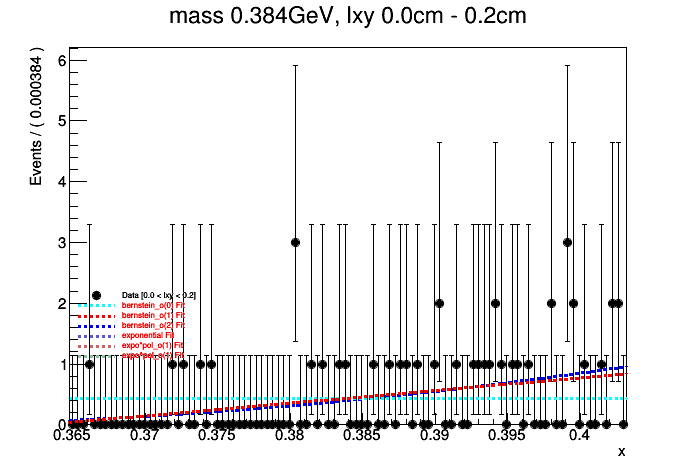 mass 0.384GeV, lxy 0.0cm - 0.2cm
Events / ( 0.000384 )
6
5
4
3
2
1
0
Data [0.0 < lxy < 0.2]
bernstein_o(0) Fit
bernstein_o(1) Fit
bernstein_o(2) Fit
exponential Fit
expo*pol_o(1) Fit
0.365 0.37 0.375 0.38 0.385 0.39 0.395 0.4
x